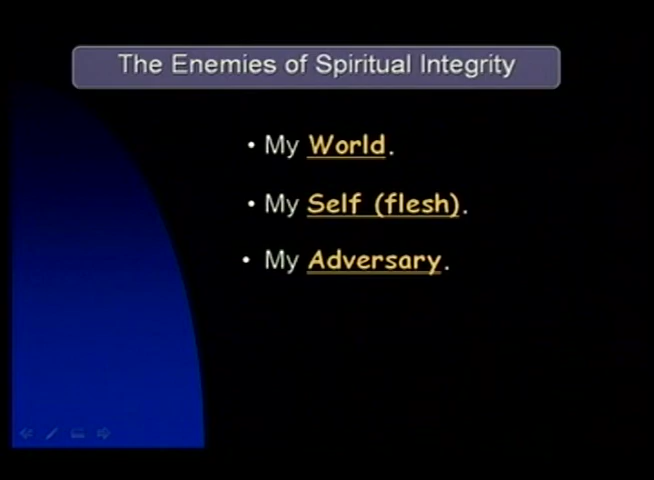 The Enemies of Spiritual Integrity
• My World.
• My Self (flesh).
• My Adversary.